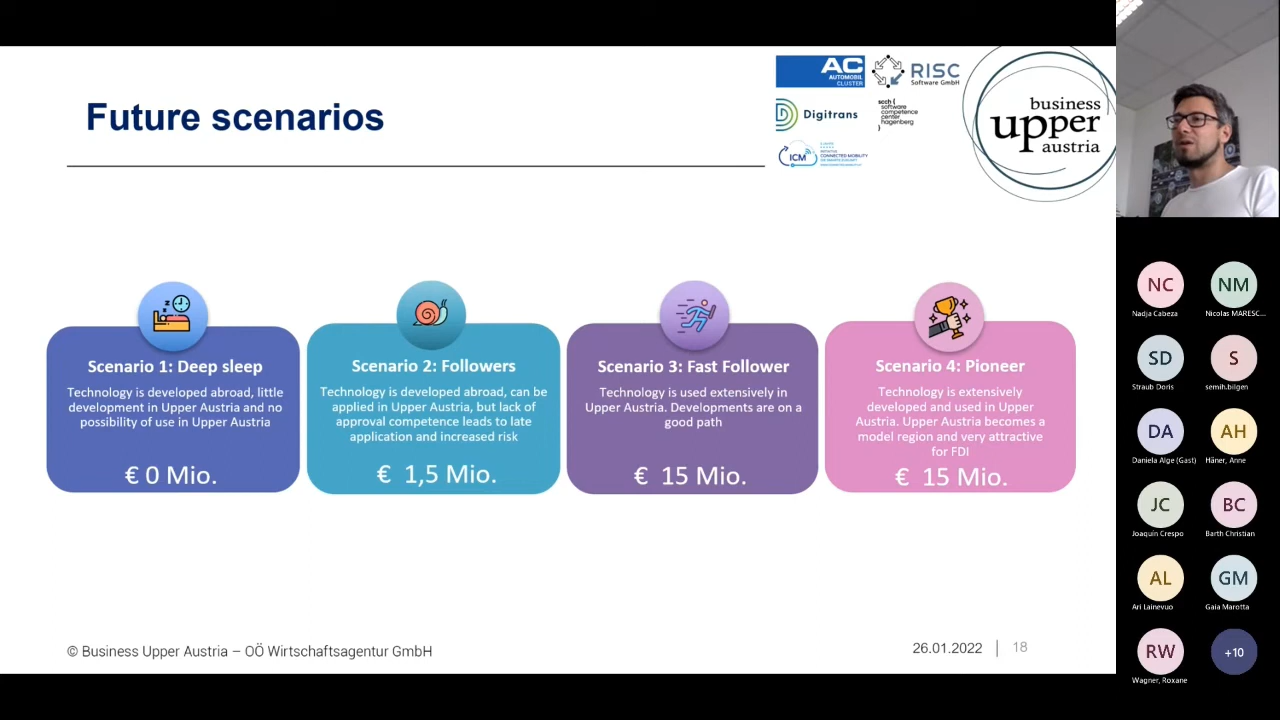 Future scenarios
AC
AUTOMOBIL
CLUSTER
RISC
Software GmbH
Digitrans
scch {
software
competence
center
hagenberg
}
ICM
INITIATIVE
CONNECTED MOBILITY
business
upper
austria
Scenario 1: Deep sleep
Technology is developed abroad, little
development in Upper Austria and no
possibility of use in Upper Austria
€ 0 Mio.
Scenario 2: Followers
Technology is developed abroad, can be
applied in Upper Austria, but lack of
approval competence leads to late
application and increased risk
€ 1,5 Mio.
Scenario 3: Fast Follower
Technology is used extensively in
Upper Austria. Developments are on a
good path
€ 15 Mio.
Scenario 4: Pioneer
Technology is extensively
developed and used in Upper
Austria. Upper Austria becomes a
model region and very attractive
for FDI
€ 15 Mio.
© Business Upper Austria – OÖ Wirtschaftsagentur GmbH
26.01.2022 | 18
NC
Nadja Cabeza
NM
Nicolas MARESC...
SD
Straub Doris
S
semih.bilgen
DA
Daniela Alge (Gast)
AH
Häner, Anne
JC
Joaquín Crespo
BC
Barth Christian
AL
Ari Lainevuo
GM
Gaia Marotta
RW
Wagner, Roxane
+10